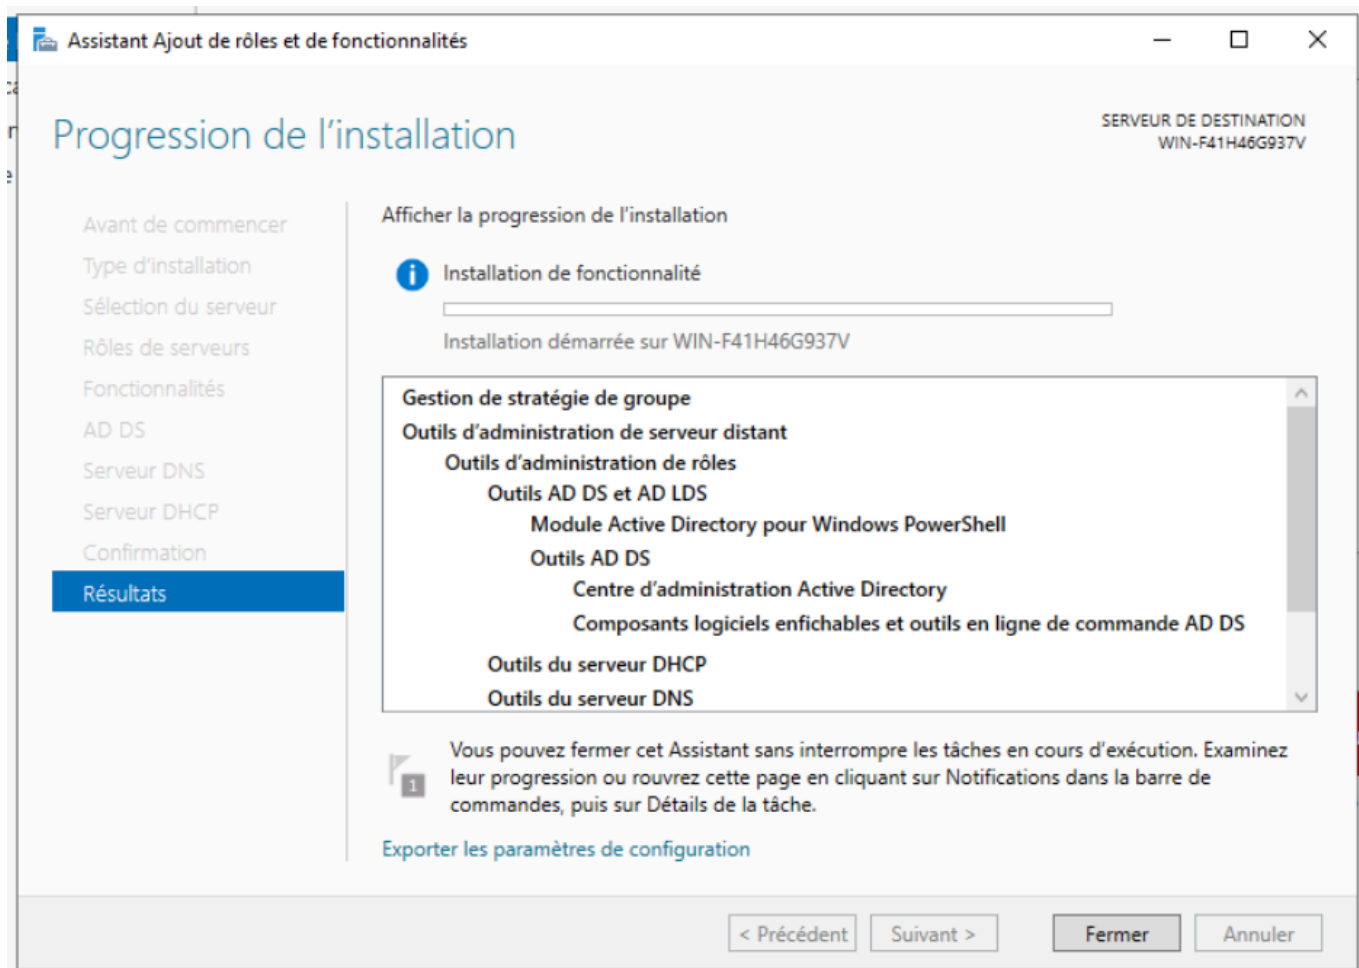 Assistant Ajout de rôles et de fonctionnalités
Progression de l'installation
SERVEUR DE DESTINATION
WIN-F41H46G937V
Avant de commencer
Type d'installation
Sélection du serveur
Rôles de serveurs
Fonctionnalités
AD DS
Serveur DNS
Serveur DHCP
Confirmation
Résultats
Afficher la progression de l'installation
Installation de fonctionnalité
Installation démarrée sur WIN-F41H46G937V
Gestion de stratégie de groupe
Outils d'administration de serveur distant
Outils d'administration de rôles
Outils AD DS et AD LDS
Module Active Directory pour Windows PowerShell
Outils AD DS
Centre d'administration Active Directory
Composants logiciels enfichables et outils en ligne de commande AD DS
Outils du serveur DHCP
Outils du serveur DNS
1
Vous pouvez fermer cet Assistant sans interrompre les tâches en cours d'exécution. Examinez
leur progression ou rouvrez cette page en cliquant sur Notifications dans la barre de
commandes, puis sur Détails de la tâche.
Exporter les paramètres de configuration
< Précédent
Suivant >
Fermer
Annuler